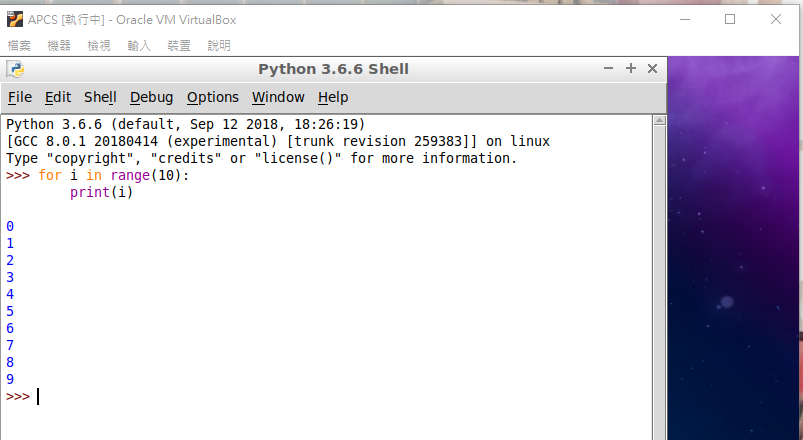 APCS [執行中] - Oracle VM VirtualBox
檔案 機器 檢視 輸入 裝置 說明
Python 3.6.6 Shell
File Edit Shell Debug Options Window Help
Python 3.6.6 (default, Sep 12 2018, 18:26:19)
[GCC 8.0.1 20180414 (experimental) [trunk revision 259383]] on linux
Type "copyright", "credits" or "license()" for more information.
>>> for i in range(10):
        print(i)
0
1
2
3
4
5
6
7
8
9
>>>